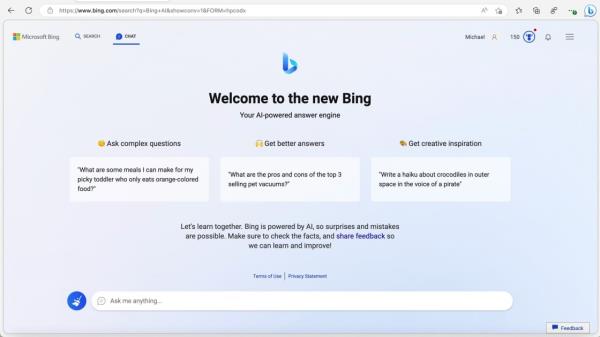 https://www.bing.com/search?q=Bing+AI&showconv=1&FORM=hpcodx
Microsoft Bing SEARCH CHAT Michael 150
Welcome to the new Bing
Your AI-powered answer engine
Ask complex questions
"What are some meals I can make for my
picky toddler who only eats orange-colored
food?"
Get better answers
"What are the pros and cons of the top 3
selling pet vacuums?"
Get creative inspiration
"Write a haiku about crocodiles in outer
space in the voice of a pirate"
Let's learn together. Bing is powered by AI, so surprises and mistakes
are possible. Make sure to check the facts, and share feedback so
we can learn and improve!
Terms of Use | Privacy Statement
Ask me anything...
Feedback